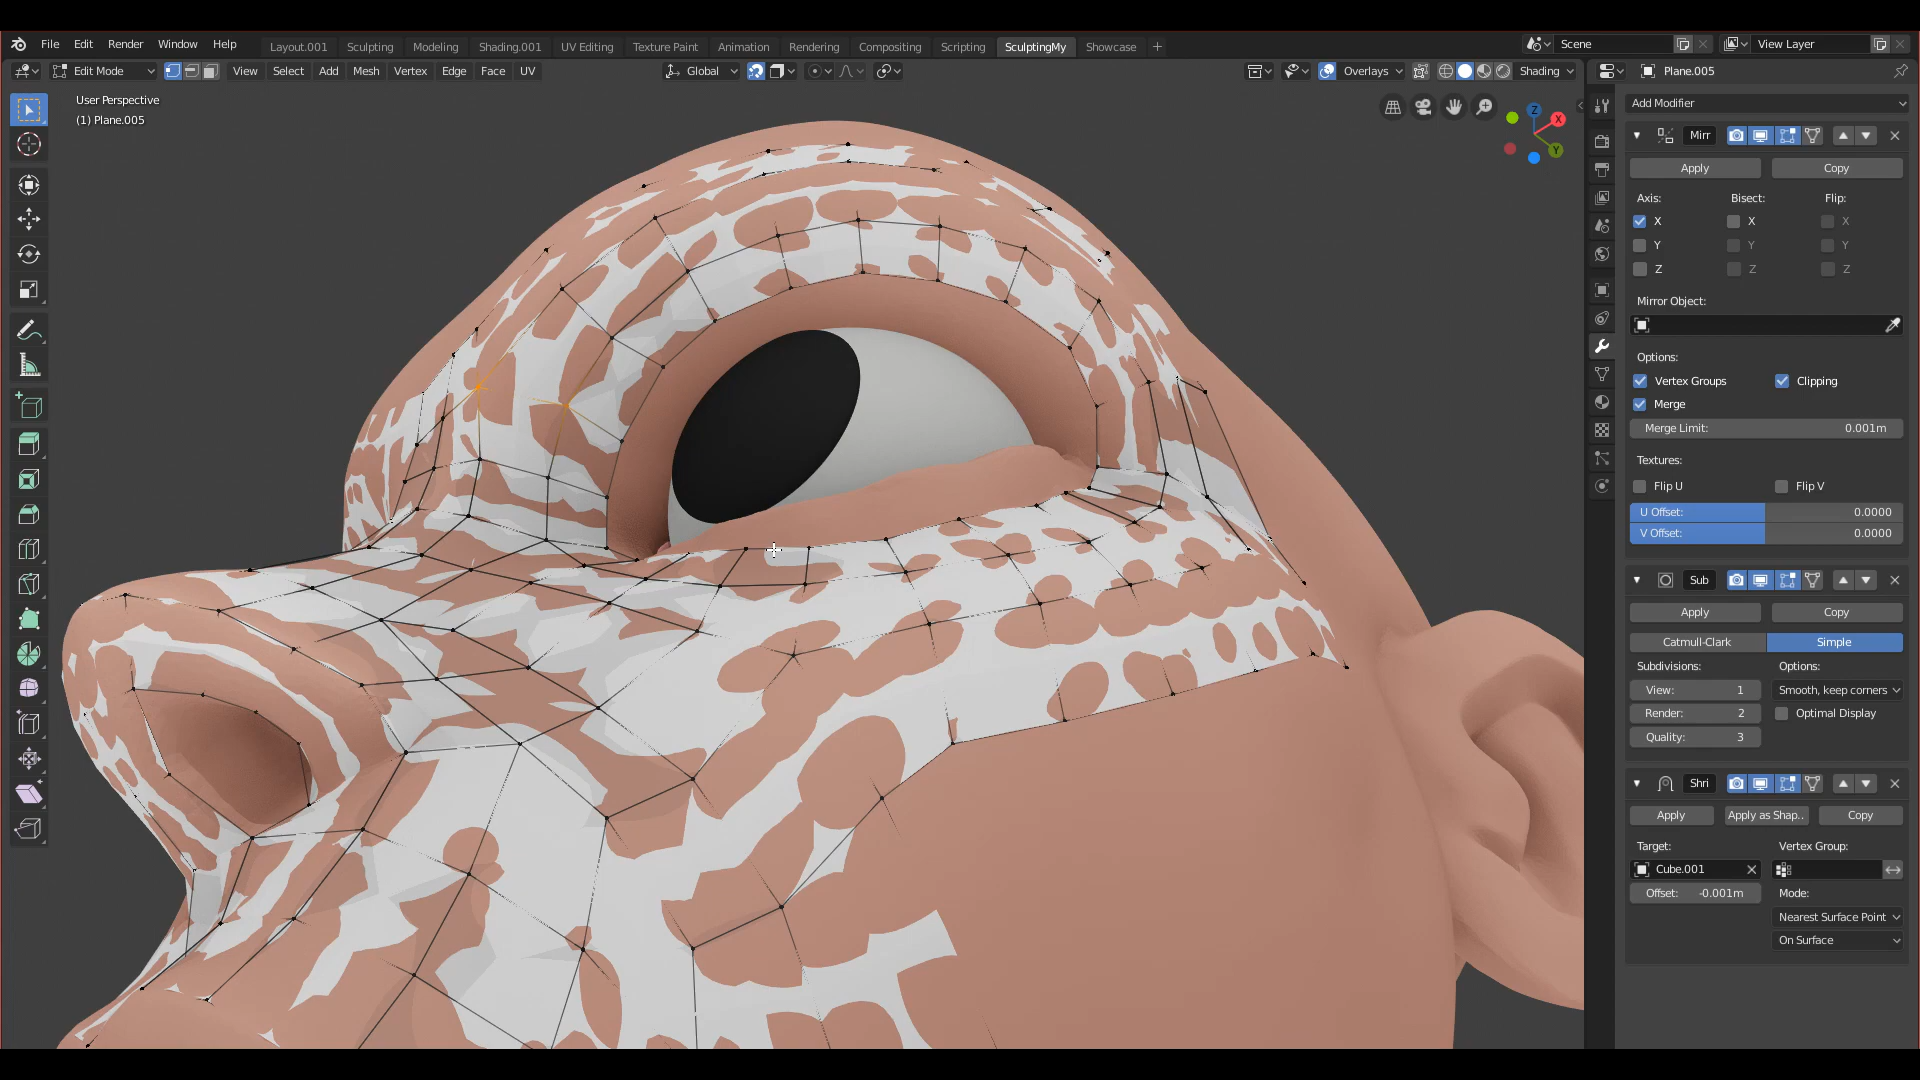 File Edit Render Window Help Layout.001 Sculpting Modeling Shading.001 UV Editing Texture Paint Animation Rendering Compositing Scripting SculptingMy Showcase + Scene View Layer
Edit Mode View Select Add Mesh Vertex Edge Face UV Global Overlays Shading Plane.005
User Perspective
(1) Plane.005
Z
X
Y
Add Modifier
Mirr
Apply Copy
Axis: Bisect: Flip:
X X X
Y Y Y
Z Z Z
Mirror Object:
Options:
Vertex Groups Clipping
Merge
Merge Limit: 0.001m
Textures:
Flip U Flip V
U Offset: 0.0000
V Offset: 0.0000
Sub
Apply Copy
Catmull-Clark Simple
Subdivisions: Options:
View: 1 Smooth, keep corners
Render: 2 Optimal Display
Quality: 3
Shri
Apply Apply as Shap.. Copy
Target: Vertex Group:
Cube.001
Offset: -0.001m Mode:
Nearest Surface Point
On Surface